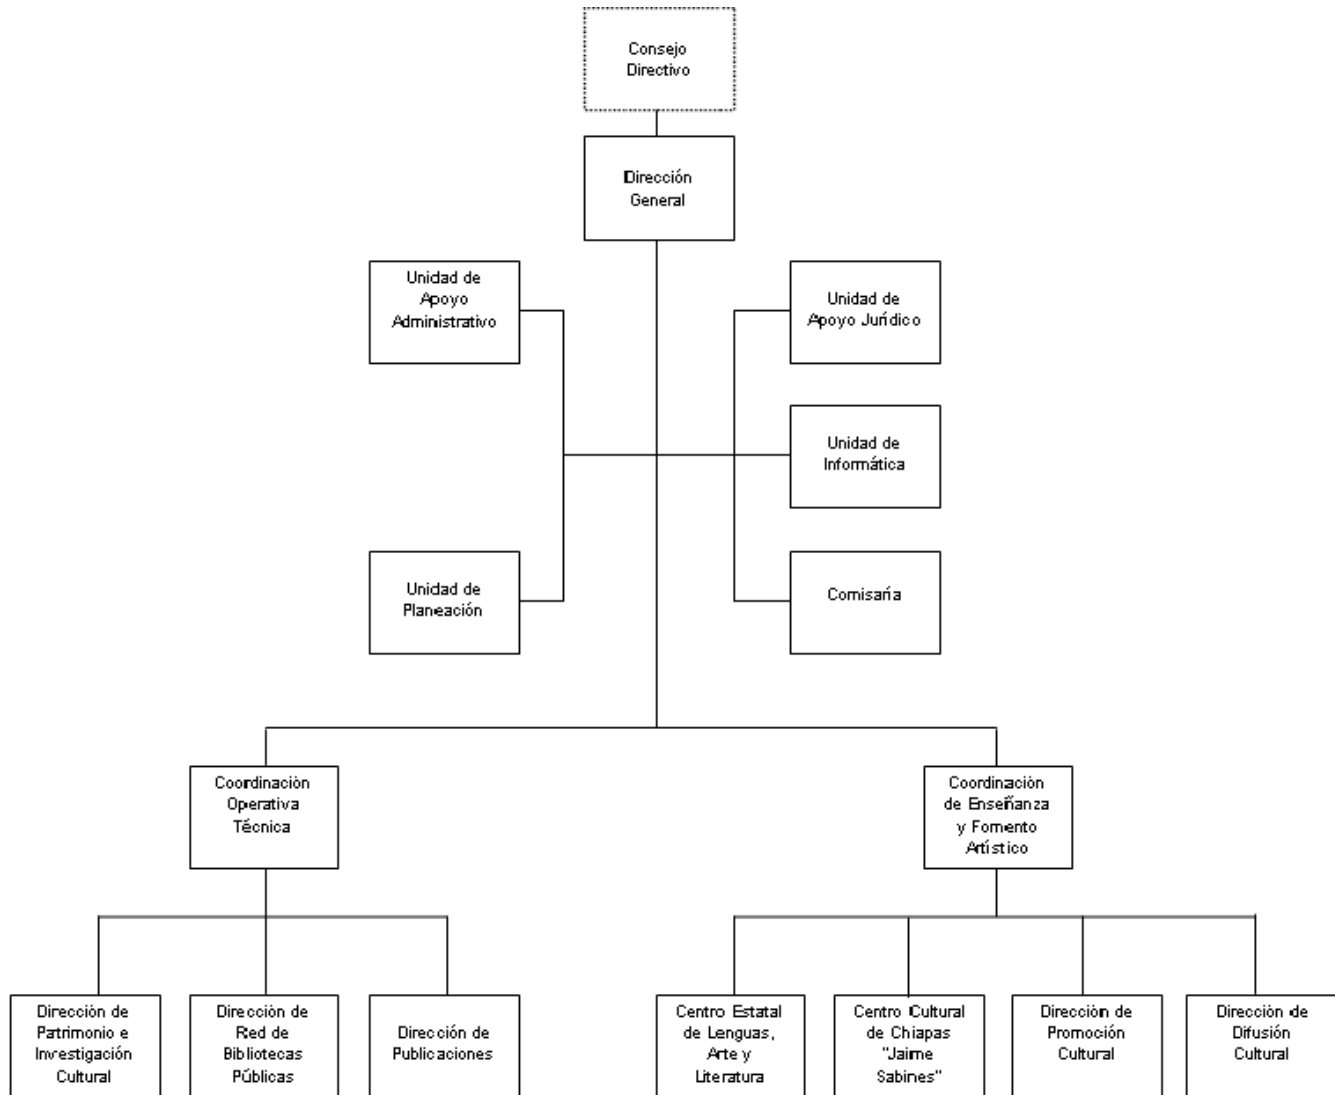 Consejo
Directivo
Dirección
General
Unidad de
Apoyo
Administrativo
Unidad de
Apoyo Jurídico
Unidad de
Informática
Unidad de
Planeación
Comisaría
Coordinación
Operativa
Técnica
Coordinación
de Enseñanza
y Fomento
Artístico
Dirección de
Patrimonio e
Investigación
Cultural
Dirección de
Red de
Bibliotecas
Públicas
Dirección de
Publicaciones
Centro Estatal
de Lenguas,
Arte y
Literatura
Centro Cultural
de Chiapas
"Jaime
Sabines"
Dirección de
Promoción
Cultural
Dirección de
Difusión
Cultural